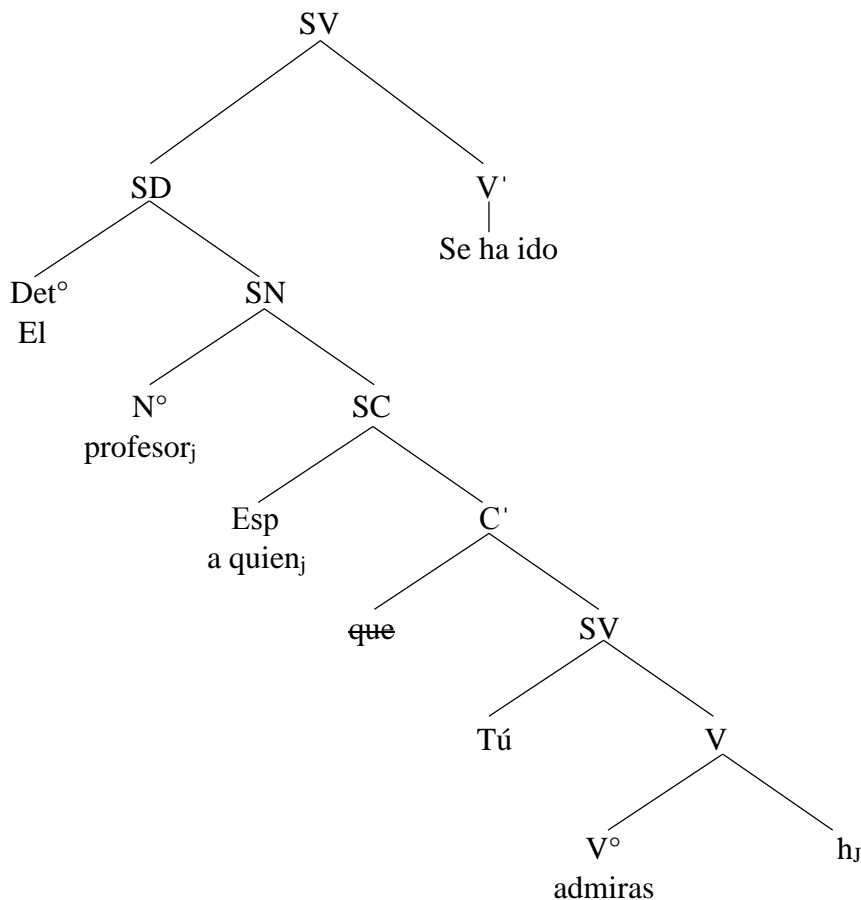 SV
SD V'
Se ha ido
Det° SN
El
N° SC
profesorj
Esp C'
a quienj
que SV
Tú V
V° hJ
admiras